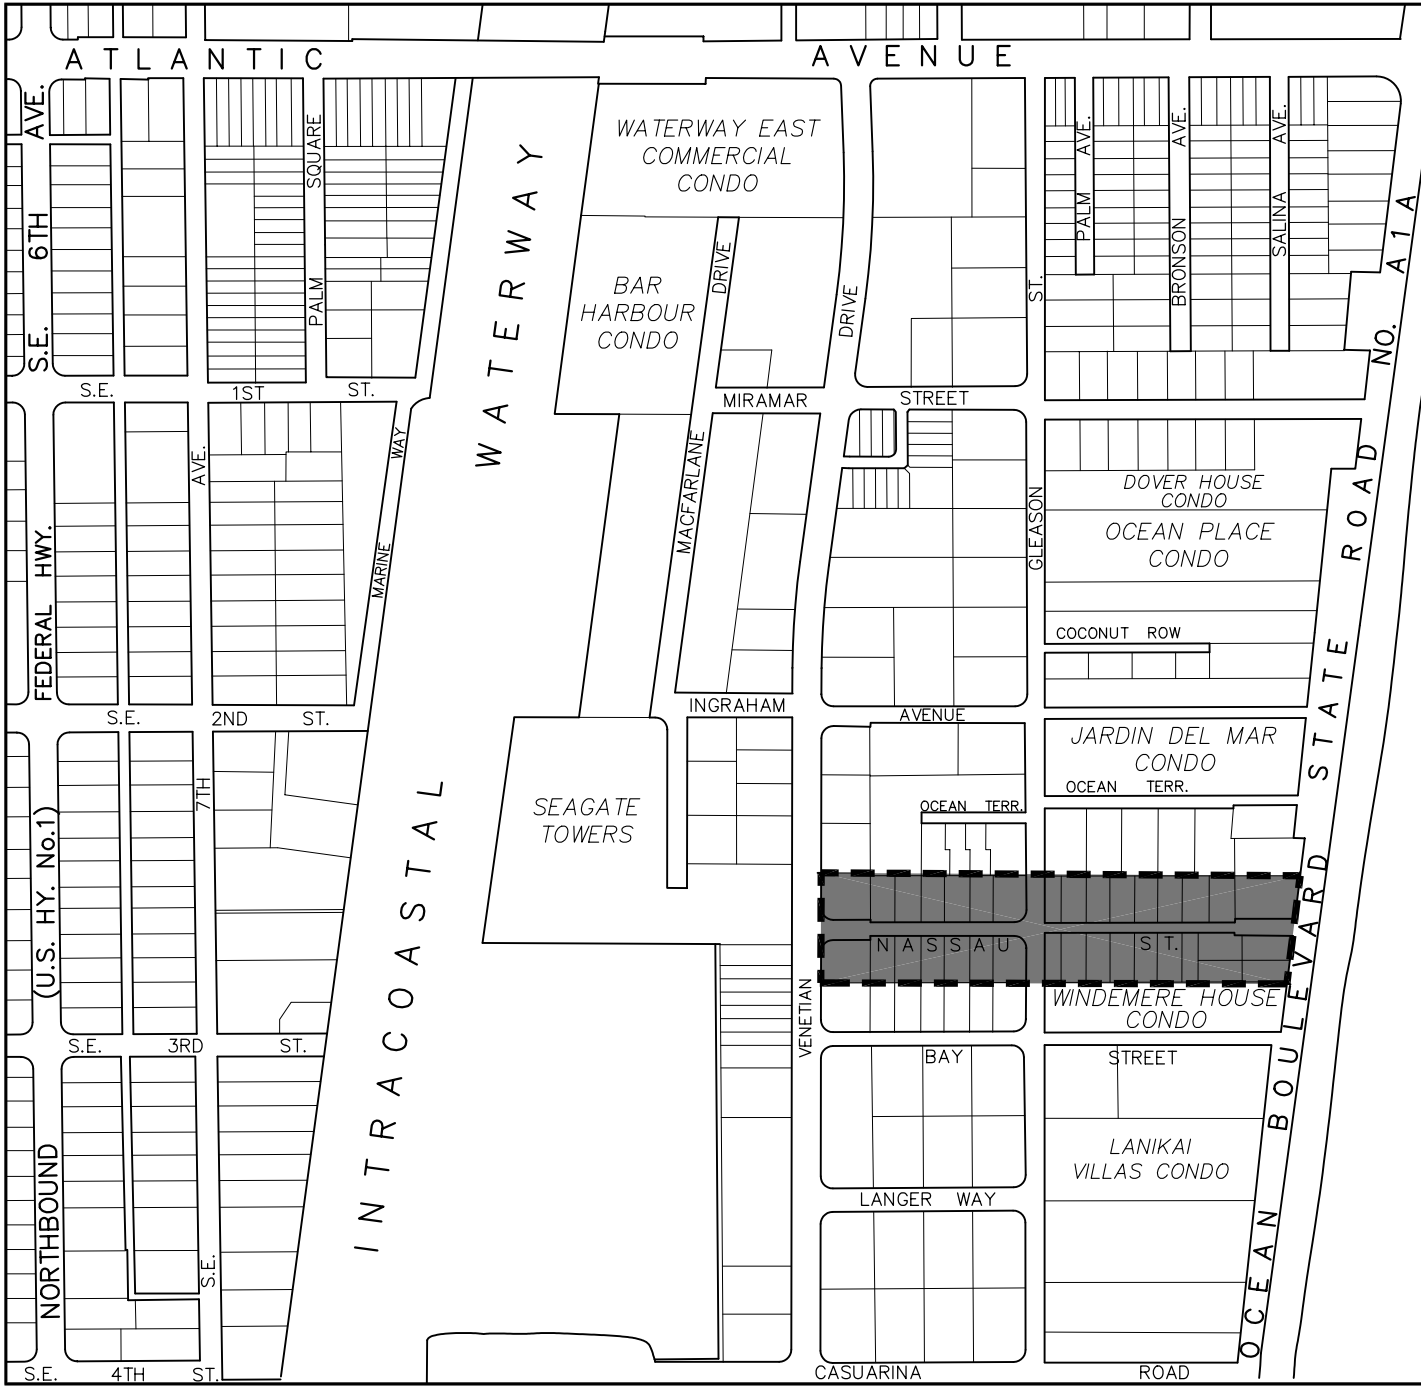 ATLANTIC AVENUE
S.E. 6TH AVE.
PALM SQUARE
WATERWAY EAST
COMMERCIAL
CONDO
PALM AVE.
BRONSON AVE.
SALINA AVE.
BAR
HARBOUR
CONDO
DRIVE
DRIVE
S.E. 1ST ST.
MIRAMAR STREET
MARINE WAY
MACFARLANE
GLEASON ST.
DOVER HOUSE
CONDO
OCEAN PLACE
CONDO
COCONUT ROW
S.E. 2ND ST.
INGRAHAM AVENUE
JARDIN DEL MAR
CONDO
OCEAN TERR.
OCEAN TERR.
SEAGATE
TOWERS
FEDERAL HWY.
(U.S. HY. No.1)
NORTHBOUND
S.E. 7TH AVE.
INTRACOASTAL WATERWAY
NASSAU ST.
VENETIAN
WINDEMERE HOUSE
CONDO
S.E. 3RD ST.
BAY STREET
LANIKAI
VILLAS CONDO
LANGER WAY
OCEAN BOULEVARD STATE ROAD NO. A1A
S.E. 4TH ST.
CASUARINA ROAD